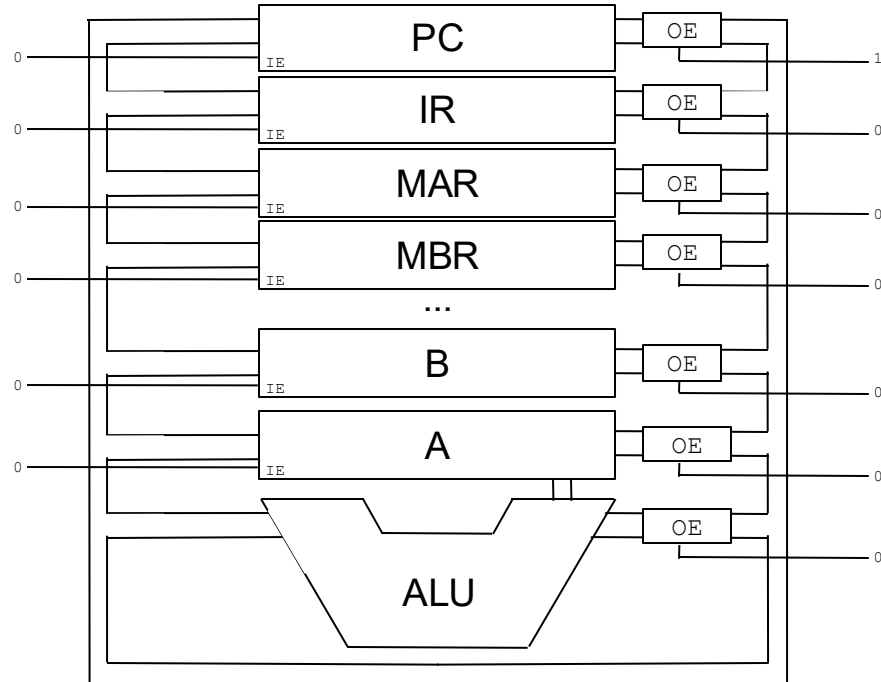 PC OE
0 IE 1
IR OE
0 IE 0
MAR OE
0 IE 0
MBR OE
0 IE 0
...
B OE
0 IE 0
A OE
0 IE 0
OE
ALU 0